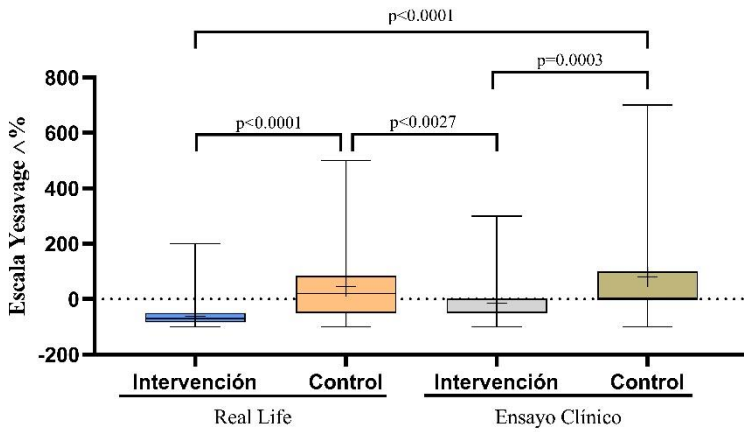 p<0.0001
p=0.0003
p<0.0001
p<0.0027
Escala Yesavage ^%
800
600
400
200
0
-200
Intervención
Control
Intervención
Control
Real Life
Ensayo Clínico